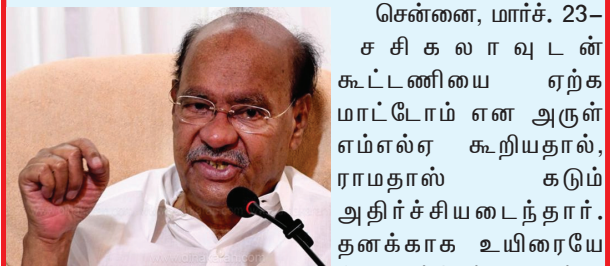 சென்னை, மார்ச். 23–
சசிகலாவுடன்
கூட்டணியை ஏற்க
மாட்டோம் என அருள்
எம்எல்ஏ கூறியதால்,
ராமதாஸ் கடும்
அதிர்ச்சியடைந்தார்.
தனக்காக உயிரையே